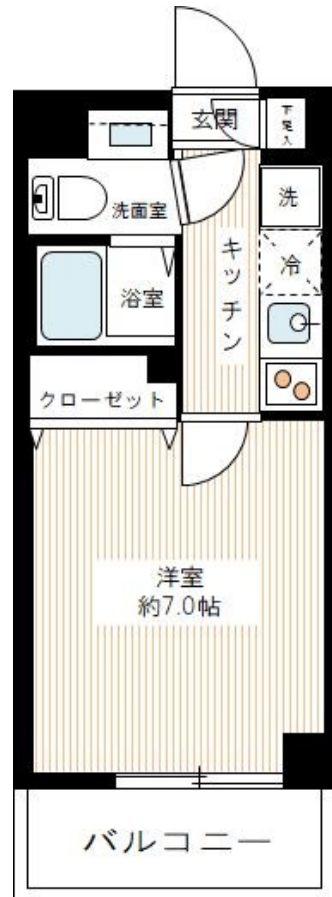 玄関
下足入
洗面室
洗
キッチン
冷
浴室
クローゼット
洋室
約7.0帖
バルコニー